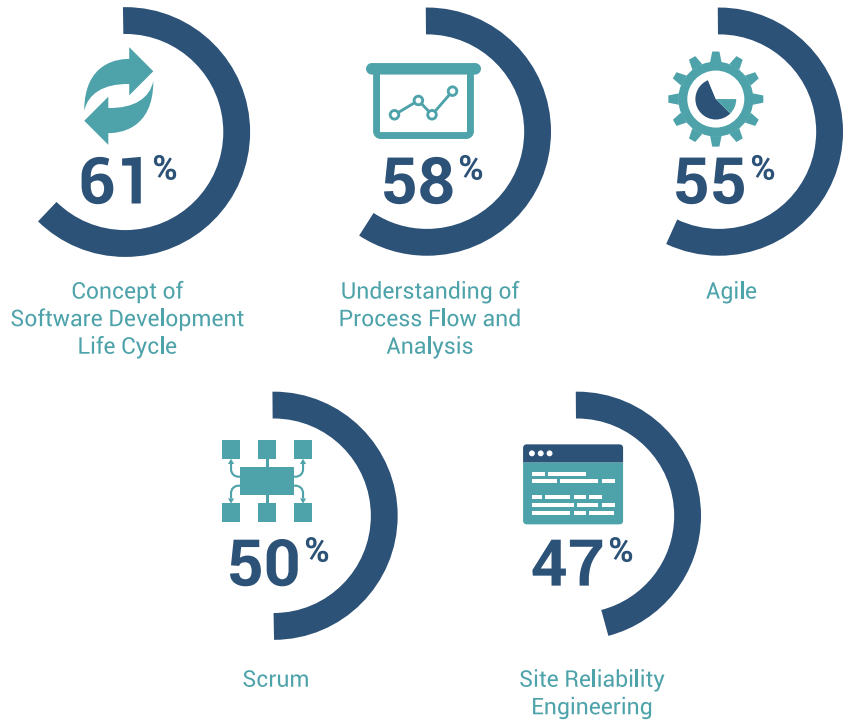 61%
58%
55%
Concept of
Software Development
Life Cycle
Understanding of
Process Flow and
Analysis
Agile
50%
47%
Scrum
Site Reliability
Engineering